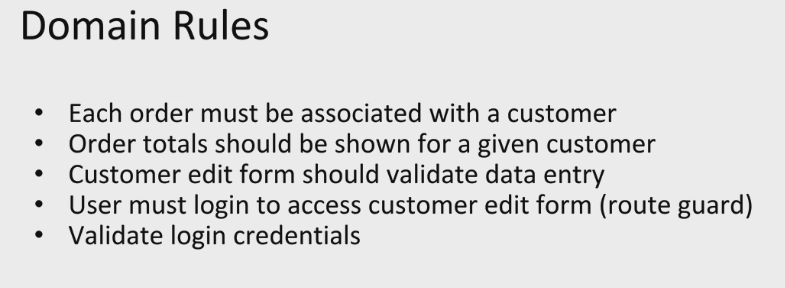 Domain Rules
• Each order must be associated with a customer
• Order totals should be shown for a given customer
• Customer edit form should validate data entry
• User must login to access customer edit form (route guard)
• Validate login credentials